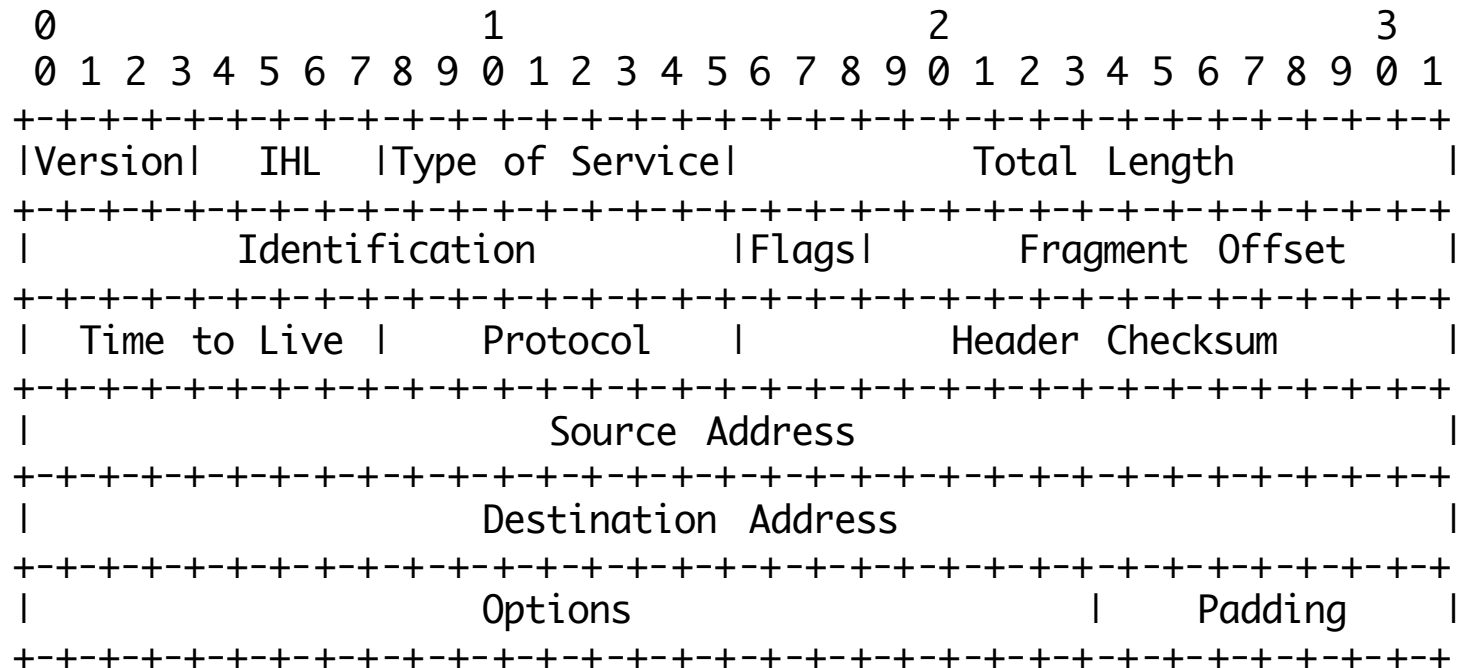 0                   1                   2                   3
 0 1 2 3 4 5 6 7 8 9 0 1 2 3 4 5 6 7 8 9 0 1 2 3 4 5 6 7 8 9 0 1
+-+-+-+-+-+-+-+-+-+-+-+-+-+-+-+-+-+-+-+-+-+-+-+-+-+-+-+-+-+-+-+-+
|Version|  IHL  |Type of Service|          Total Length         |
+-+-+-+-+-+-+-+-+-+-+-+-+-+-+-+-+-+-+-+-+-+-+-+-+-+-+-+-+-+-+-+-+
|         Identification        |Flags|      Fragment Offset    |
+-+-+-+-+-+-+-+-+-+-+-+-+-+-+-+-+-+-+-+-+-+-+-+-+-+-+-+-+-+-+-+-+
|  Time to Live |    Protocol   |         Header Checksum       |
+-+-+-+-+-+-+-+-+-+-+-+-+-+-+-+-+-+-+-+-+-+-+-+-+-+-+-+-+-+-+-+-+
|                       Source Address                          |
+-+-+-+-+-+-+-+-+-+-+-+-+-+-+-+-+-+-+-+-+-+-+-+-+-+-+-+-+-+-+-+-+
|                    Destination Address                        |
+-+-+-+-+-+-+-+-+-+-+-+-+-+-+-+-+-+-+-+-+-+-+-+-+-+-+-+-+-+-+-+-+
|                    Options                    |    Padding    |
+-+-+-+-+-+-+-+-+-+-+-+-+-+-+-+-+-+-+-+-+-+-+-+-+-+-+-+-+-+-+-+-+